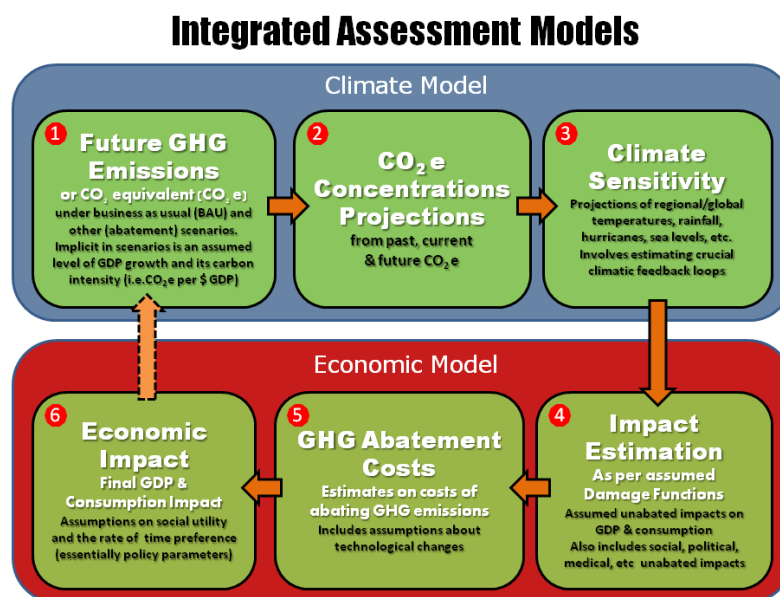 Integrated Assessment Models
Climate Model
1
Future GHG
Emissions
or CO₂ equivalent (CO₂ e)
under business as usual (BAU) and
other (abatement) scenarios.
Implicit in scenarios is an assumed
level of GDP growth and its carbon
intensity (i.e.CO₂e per $ GDP)
2
CO₂ e
Concentrations
Projections
from past, current
& future CO₂ e
3
Climate
Sensitivity
Projections of regional/global
temperatures, rainfall,
hurricanes, sea levels, etc.
Involves estimating crucial
climatic feedback loops
Economic Model
4
Impact
Estimation
As per assumed
Damage Functions
Assumed unabated impacts on
GDP & consumption
Also includes social, political,
medical, etc unabated impacts
5
GHG Abatement
Costs
Estimates on costs of
abating GHG emissions
Includes assumptions about
technological changes
6
Economic
Impact
Final GDP &
Consumption Impact
Assumptions on social utility
and the rate of time preference
(essentially policy parameters)